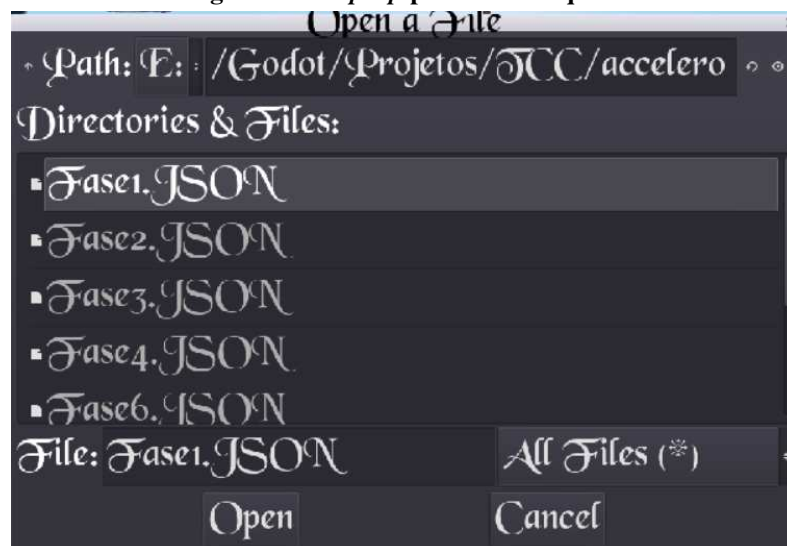 Open a File
Path: E: /Godot/Projetos/TCC/accelero
Directories & Files:
Fase1.JSON
Fase2.JSON
Fase3.JSON
Fase4.JSON
Fase6.JSON
File: Fase1.JSON All Files (*)
Open Cancel